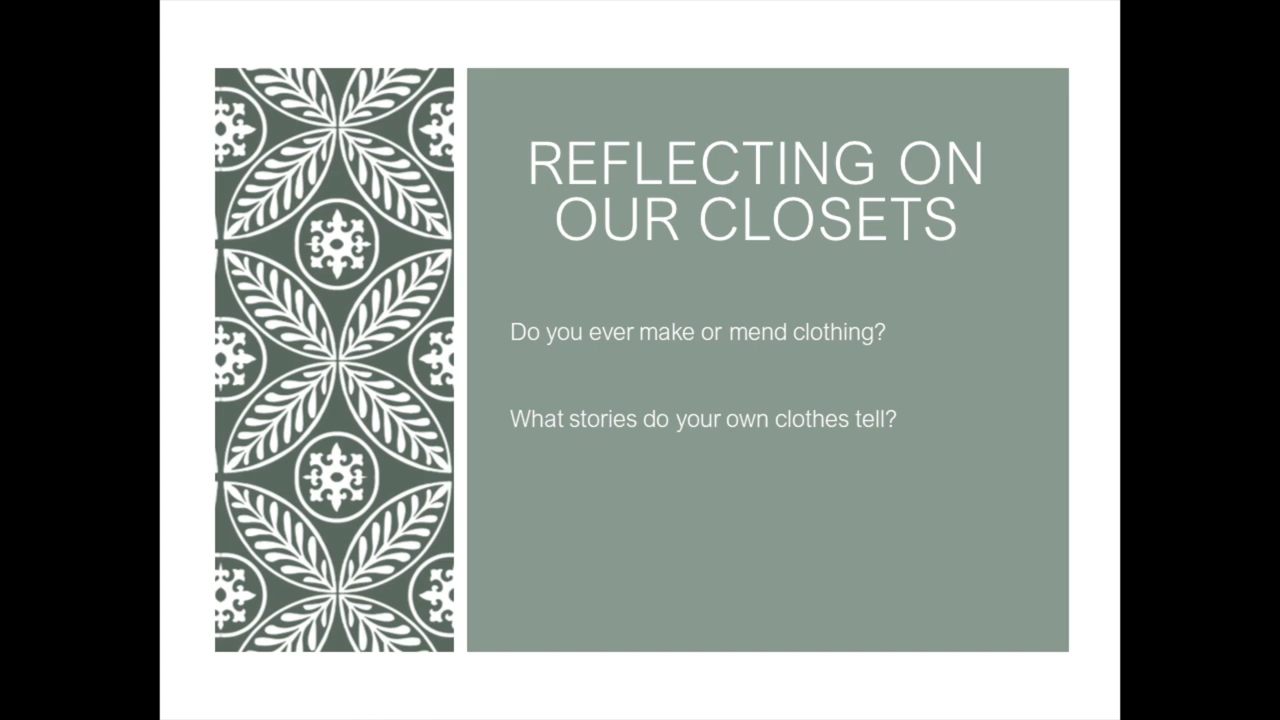 REFLECTING ON
OUR CLOSETS
Do you ever make or mend clothing?
What stories do your own clothes tell?